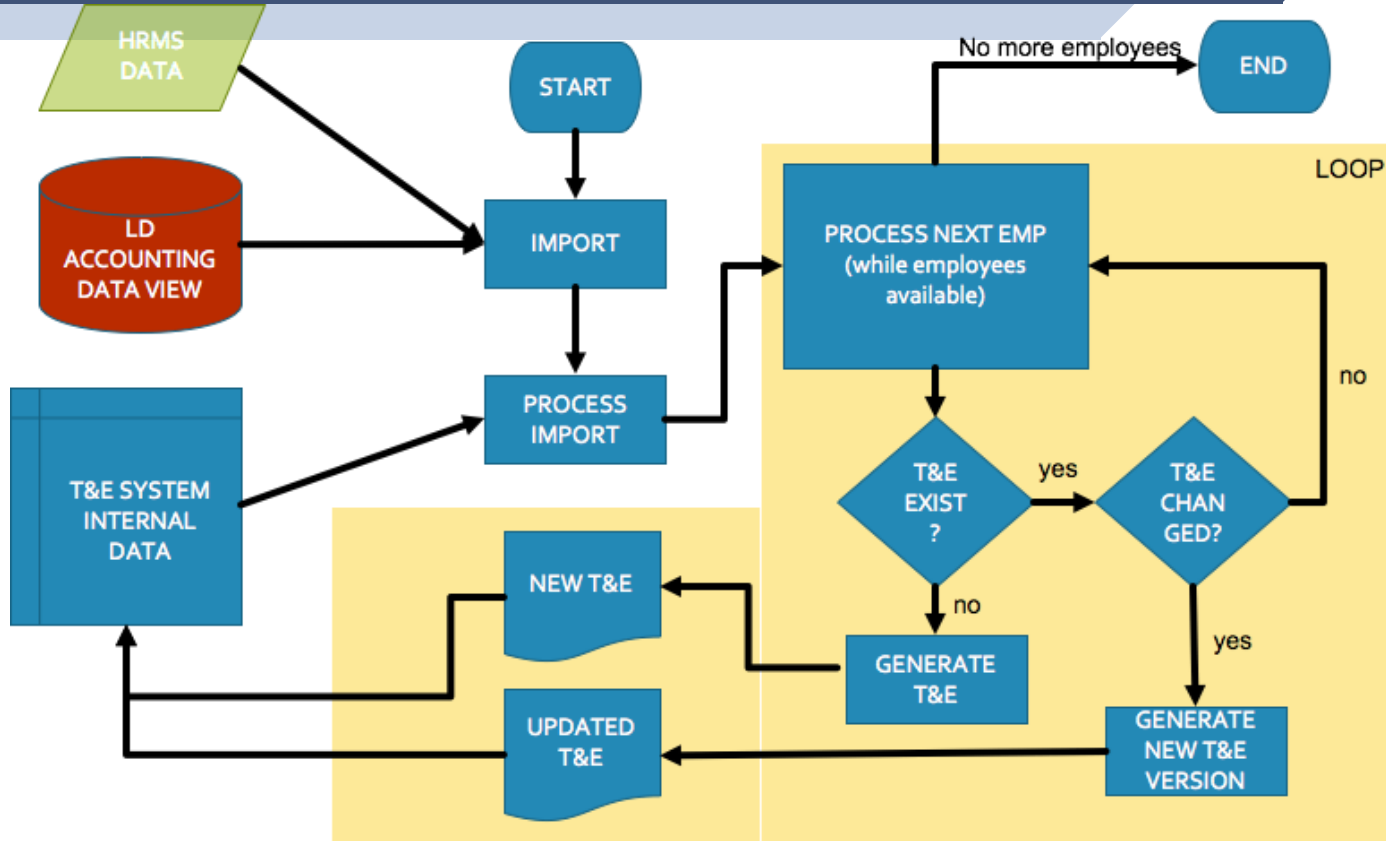 HRMS
DATA
START
No more employees
END
LOOP
LD
ACCOUNTING
DATA VIEW
IMPORT
PROCESS NEXT EMP
(while employees
available)
PROCESS
IMPORT
no
T&E SYSTEM
INTERNAL
DATA
T&E
EXIST
?
yes
T&E
CHAN
GED?
NEW T&E
no
yes
GENERATE
T&E
UPDATED
T&E
GENERATE
NEW T&E
VERSION